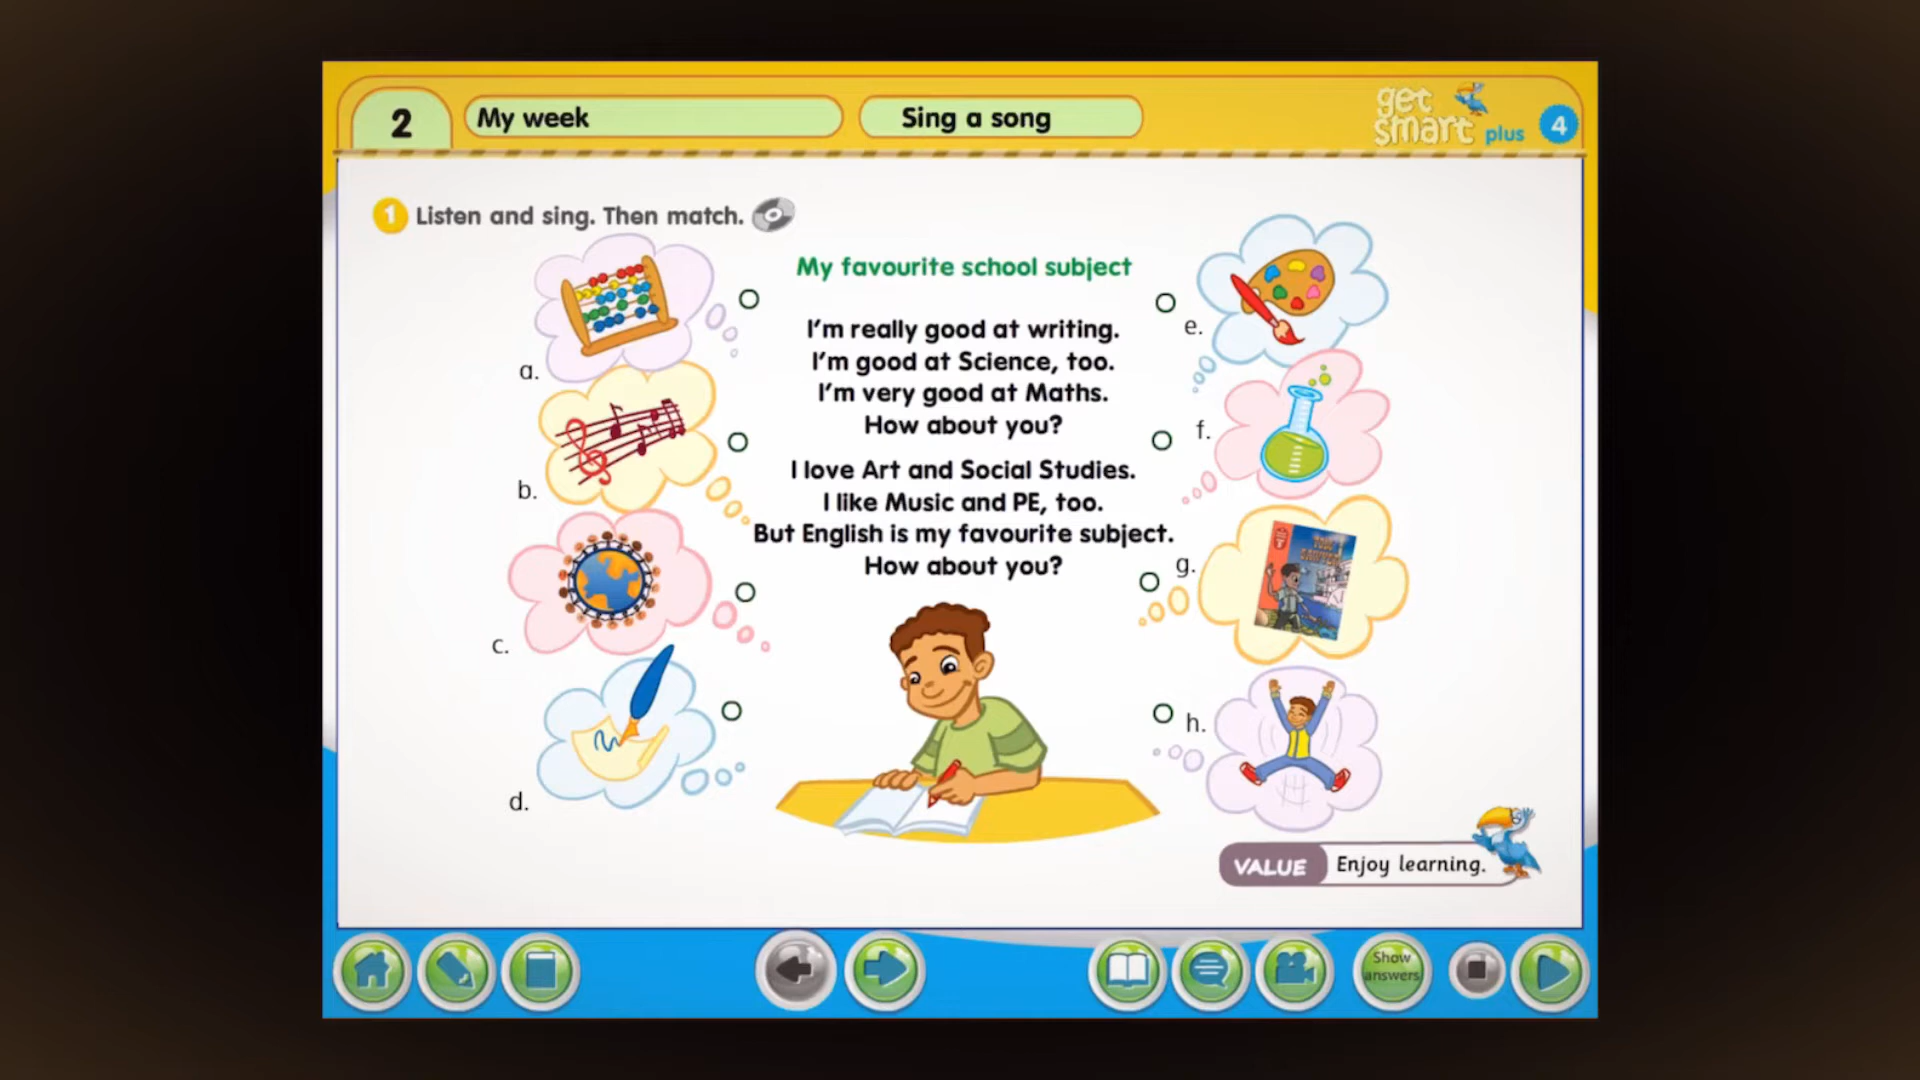 2
My week
Sing a song
get
smart plus 4
1 Listen and sing. Then match.
My favourite school subject
I'm really good at writing.
I'm good at Science, too.
I'm very good at Maths.
How about you?
I love Art and Social Studies.
I like Music and PE, too.
But English is my favourite subject.
How about you?
a.
b.
c.
d.
e.
f.
g.
TOM
SAWYER
h.
VALUE Enjoy learning.
Show
answers